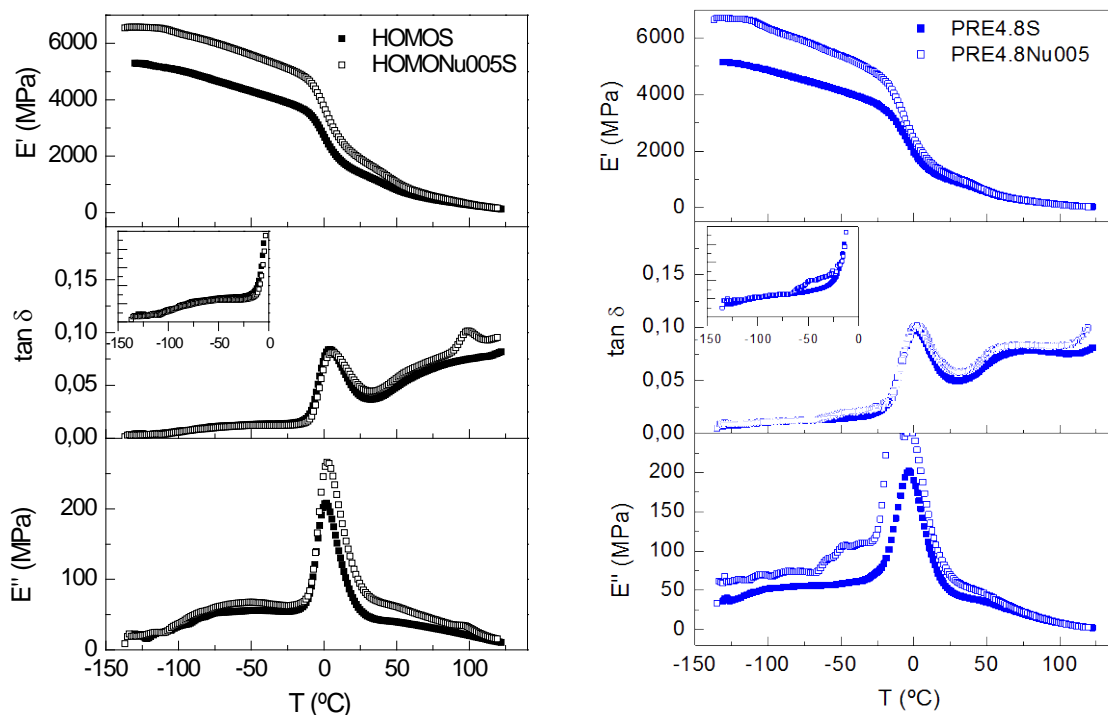 HOMOS
HOMONu005S
E' (MPa)
6000
4000
2000
0
tan δ
0,15
0,10
0,05
0,00
-150 -100 -50 0
E'' (MPa)
200
100
0
-150 -100 -50 0 50 100
T (ºC)
PRE4.8S
PRE4.8Nu005
E' (MPa)
6000
4000
2000
0
tan δ
0,15
0,10
0,05
0,00
-150 -100 -50 0
E'' (MPa)
200
150
100
50
0
-150 -100 -50 0 50 100
T (ºC)